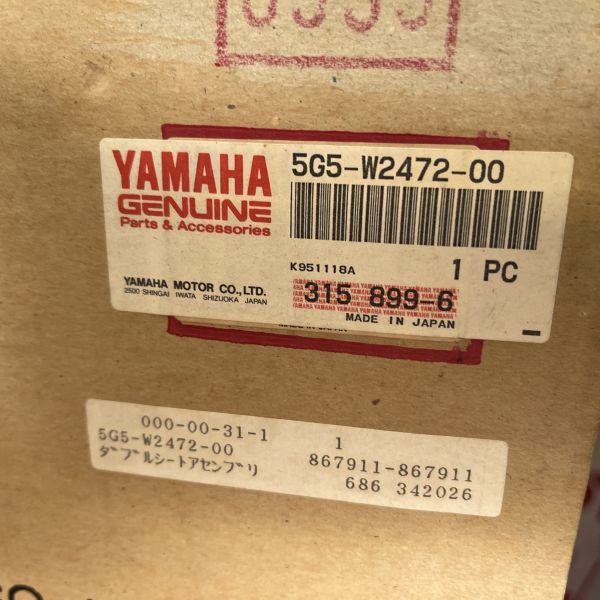 YAMAHA
GENUINE
Parts & Accessories
YAMAHA MOTOR CO., LTD.
2500 SHINGAI IWATA SHIZUOKA JAPAN
5G5-W2472-00
K951118A
1 PC
315 899-6
MADE IN JAPAN
000-00-31-1
1
5G5-W2472-00
867911-867911
ダブルシートアセンブリ
686 342026